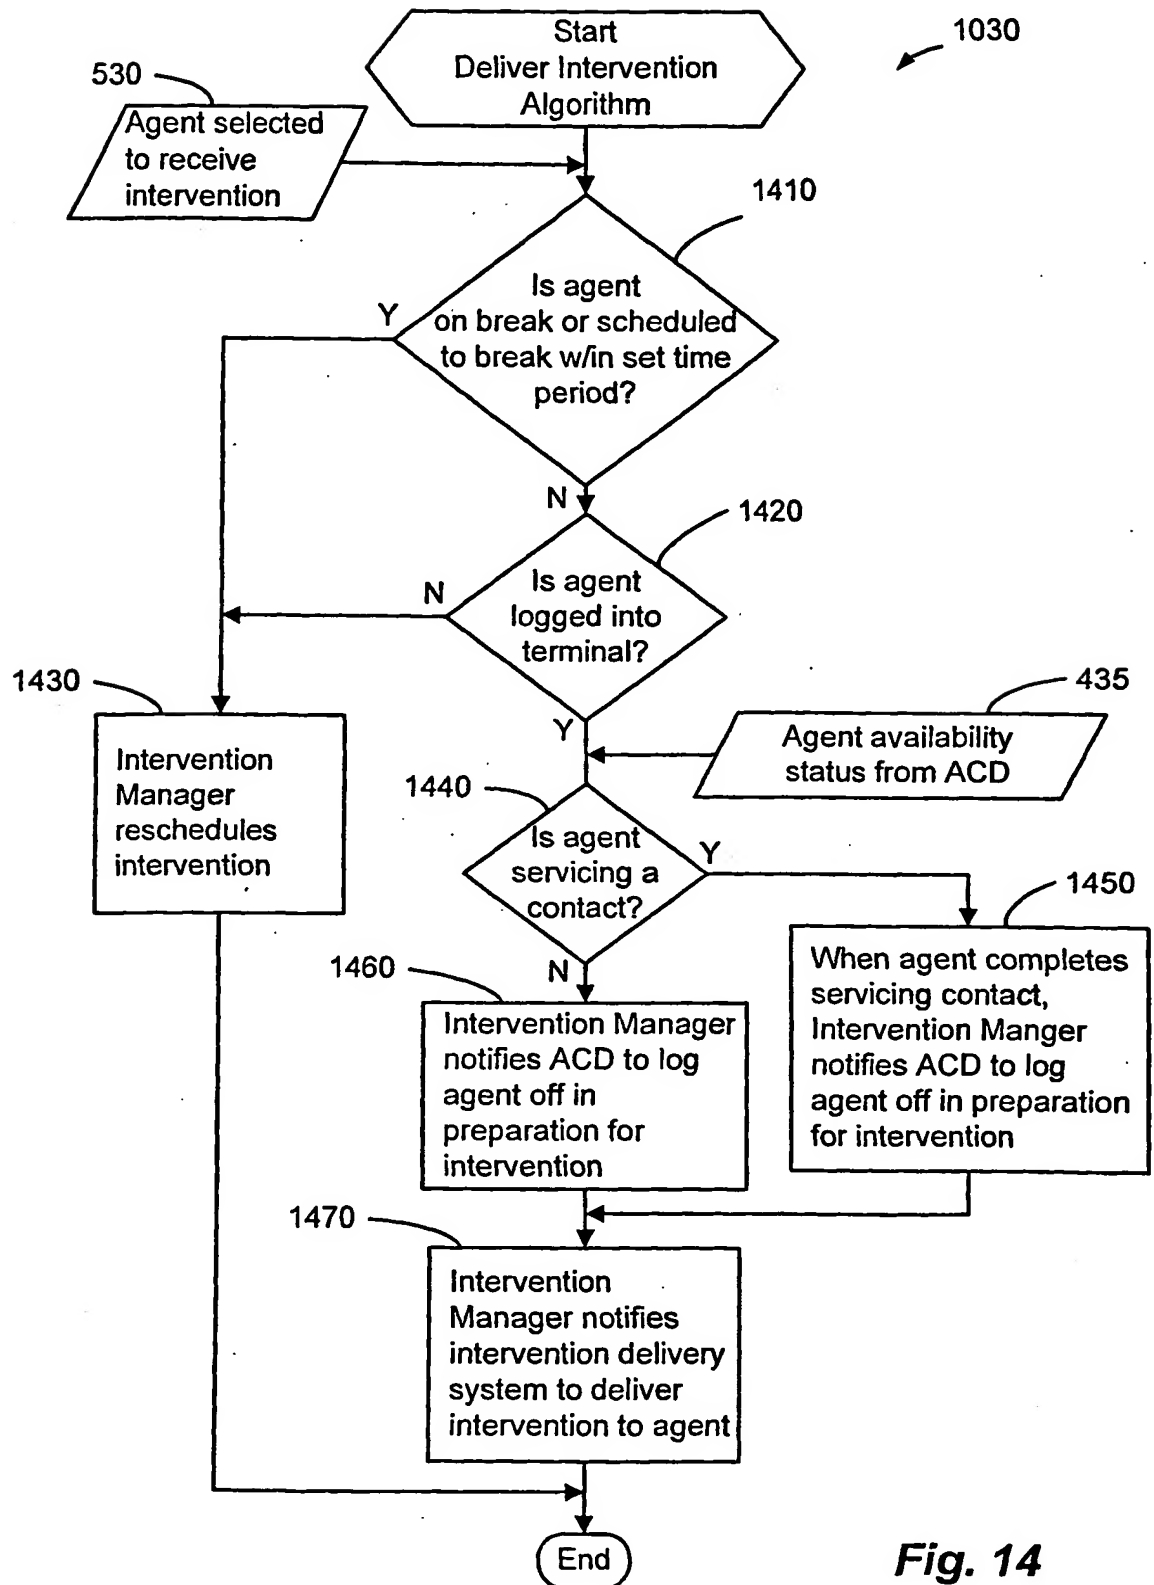 Start
Deliver Intervention
Algorithm
1030
530
Agent selected
to receive
intervention
1410
Is agent
on break or scheduled
to break w/in set time
period?
Y
N
1420
Is agent
logged into
terminal?
N
Y
1430
Intervention
Manager
reschedules
intervention
435
Agent availability
status from ACD
1440
Is agent
servicing a
contact?
Y
N
1450
When agent completes
servicing contact,
Intervention Manger
notifies ACD to log
agent off in preparation
for intervention
1460
Intervention Manager
notifies ACD to log
agent off in
preparation for
intervention
1470
Intervention
Manager notifies
intervention delivery
system to deliver
intervention to agent
End
Fig. 14